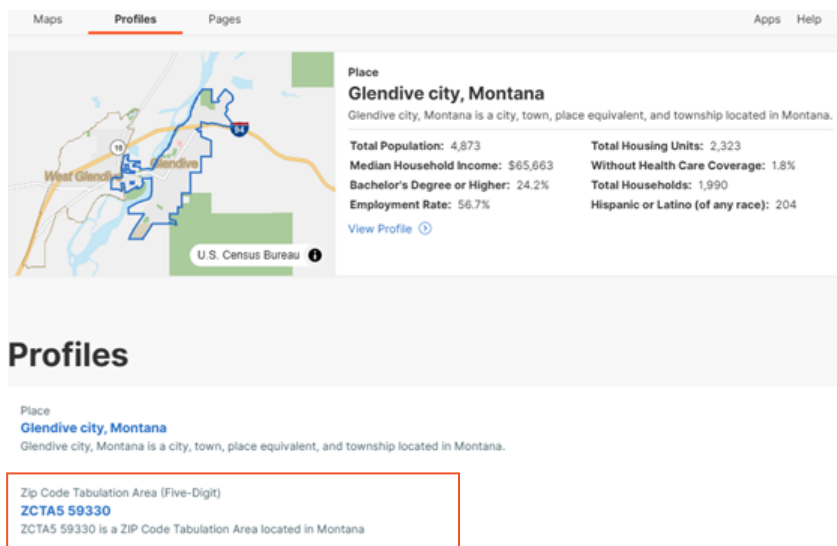 Maps Profiles Pages Apps Help
Place
Glendive city, Montana
Glendive city, Montana is a city, town, place equivalent, and township located in Montana.
Total Population: 4,873 Total Housing Units: 2,323
Median Household Income: $65,663 Without Health Care Coverage: 1.8%
Bachelor's Degree or Higher: 24.2% Total Households: 1,990
Employment Rate: 56.7% Hispanic or Latino (of any race): 204
View Profile
94
16
West Glendive
Glendive
U.S. Census Bureau
Profiles
Place
Glendive city, Montana
Glendive city, Montana is a city, town, place equivalent, and township located in Montana.
Zip Code Tabulation Area (Five-Digit)
ZCTA5 59330
ZCTA5 59330 is a ZIP Code Tabulation Area located in Montana